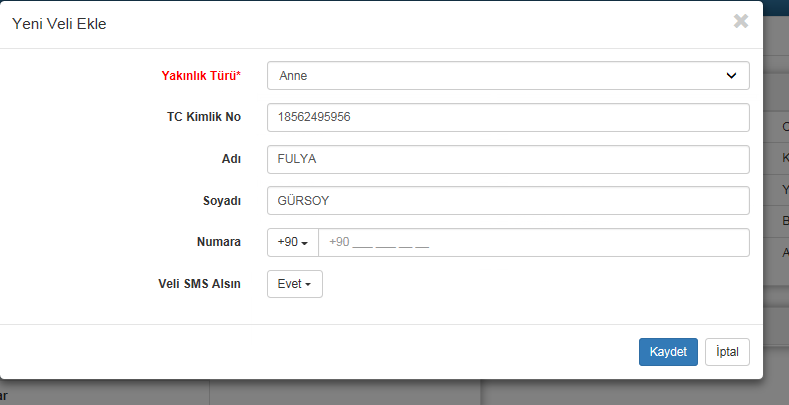 Yeni Veli Ekle ×
Yakınlık Türü* Anne
TC Kimlik No 18562495956
Adı FULYA
Soyadı GÜRSOY
Numara +90 +90 ___ ___ __ __
Veli SMS Alsın Evet
Kaydet İptal